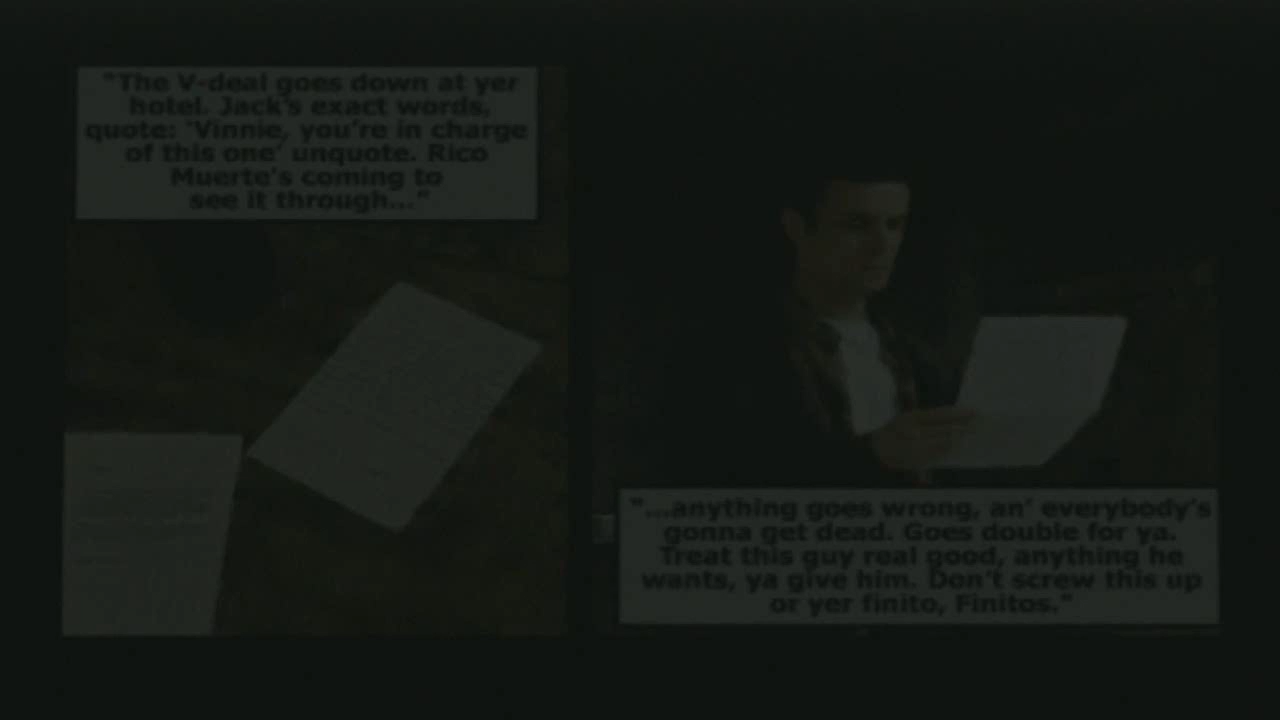 "The V-deal goes down at yer
hotel. Jack's exact words,
quote: 'Vinnie, you're in charge
of this one' unquote. Rico
Muerte's coming to
see it through..."
"...anything goes wrong, an' everybody's
gonna get dead. Goes double for ya.
Treat this guy real good, anything he
wants, ya give him. Don't screw this up
or yer finito, Finitos."